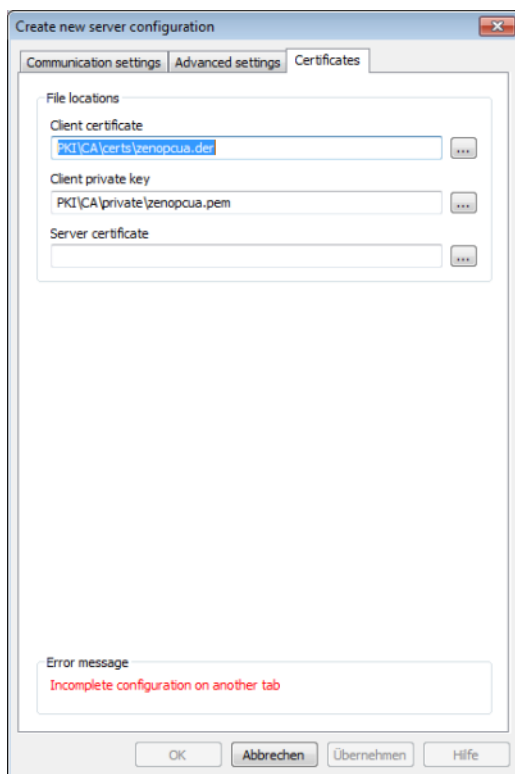 Create new server configuration
Communication settings Advanced settings Certificates
File locations
Client certificate
PKI\CA\certs\zenopcua.der
...
Client private key
PKI\CA\private\zenopcua.pem
...
Server certificate
...
Error message
Incomplete configuration on another tab
OK Abbrechen Übernehmen Hilfe